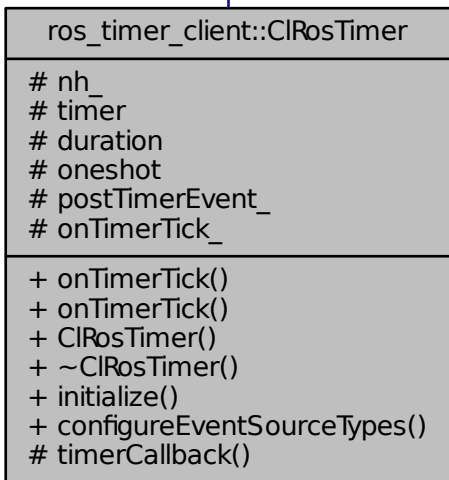 ros_timer_client::ClRosTimer
# nh_
# timer
# duration
# oneshot
# postTimerEvent_
# onTimerTick_
+ onTimerTick()
+ onTimerTick()
+ ClRosTimer()
+ ~ClRosTimer()
+ initialize()
+ configureEventSourceTypes()
# timerCallback()